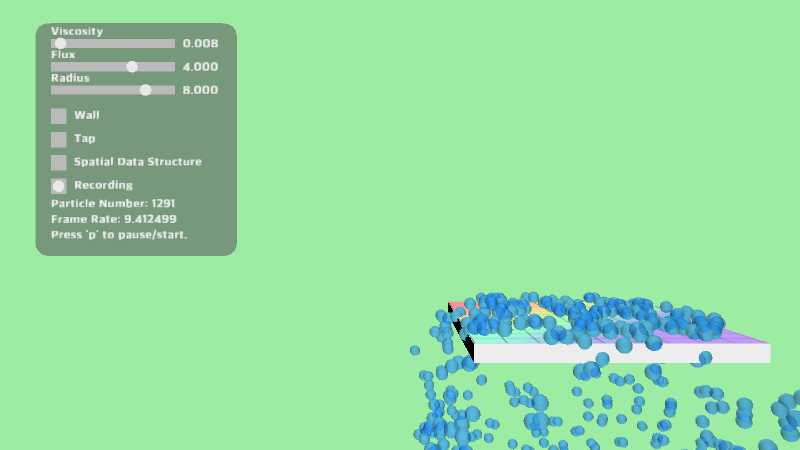 Viscosity
0.008
Flux
4.000
Radius
8.000
Wall
Tap
Spatial Data Structure
Recording
Particle Number: 1291
Frame Rate: 9.412499
Press 'p' to pause/start.